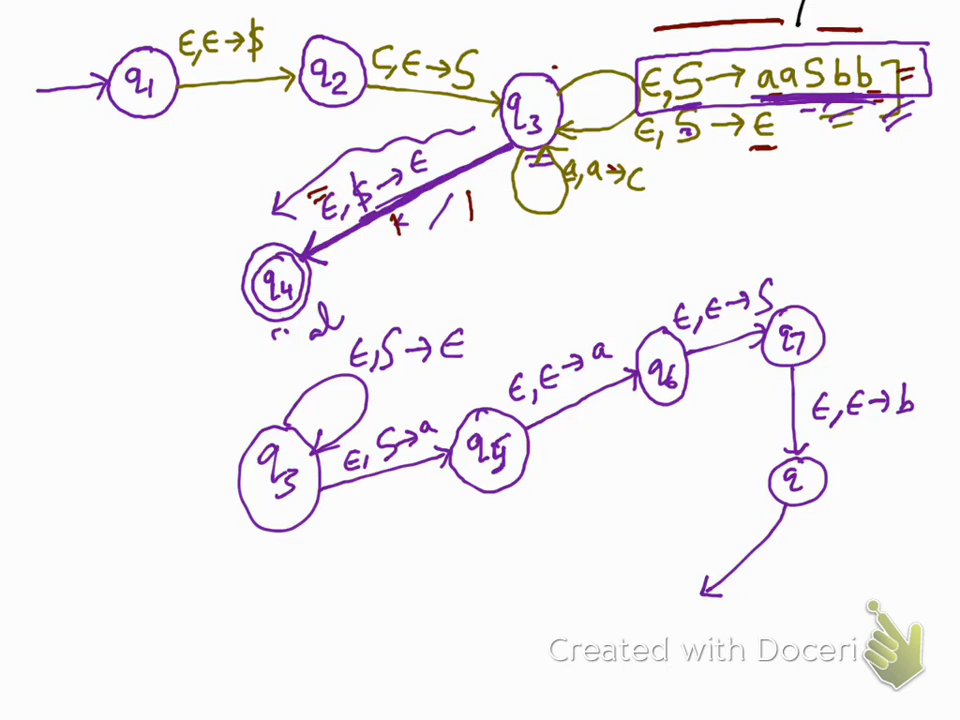 ϵ,ϵ→$
ϵ,ϵ→S
q1
q2
q3
ϵ,S→aaSbb
ϵ,S→ϵ
a,a→ϵ
ϵ,$→ϵ
q4
ϵ,S→ϵ
q3
ϵ,S→a
q5
ϵ,ϵ→a
q6
ϵ,ϵ→S
q7
ϵ,ϵ→b
q
Created with Doceri